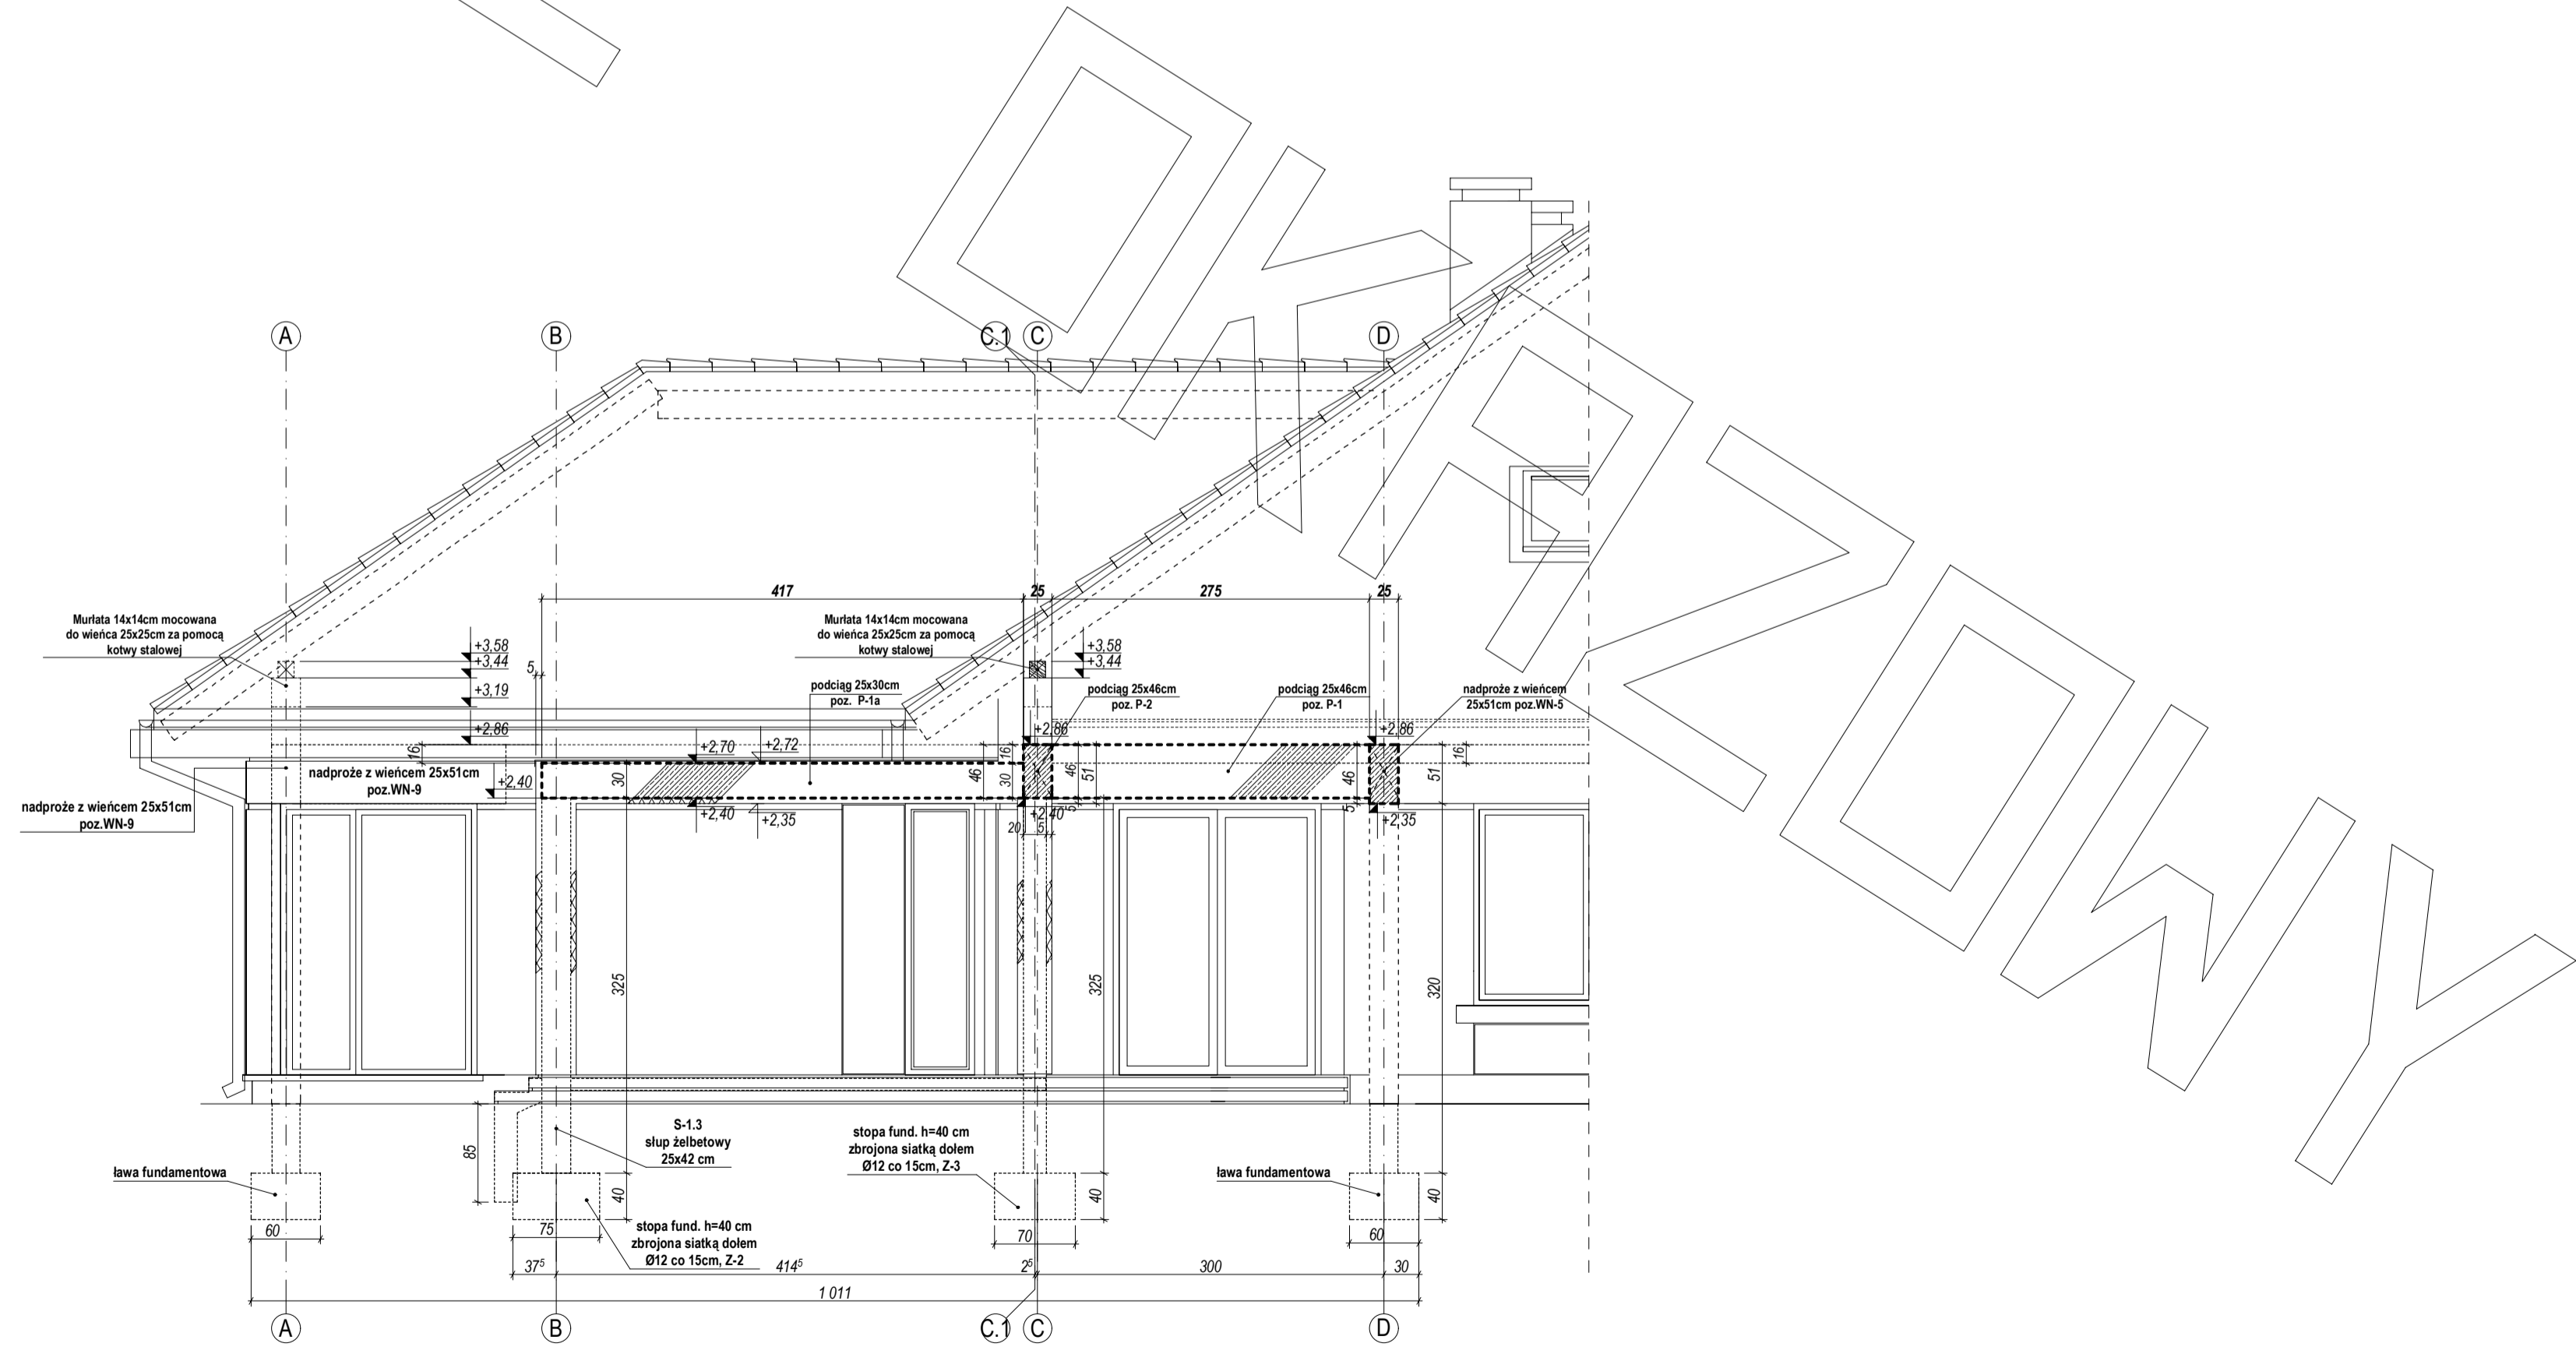 OKAZOWY
A
B
C.1
C
D
417
25
275
25
Murłata 14x14cm mocowana
do wieńca 25x25cm za pomocą
kotwy stalowej
+3,58
+3,44
+3,19
+2,86
5
Murłata 14x14cm mocowana
do wieńca 25x25cm za pomocą
kotwy stalowej
+3,58
+3,44
podciąg 25x30cm
poz. P-1a
podciąg 25x46cm
poz. P-2
podciąg 25x46cm
poz. P-1
nadproże z wieńcem
25x51cm poz.WN-5
+2,86
+2,86
16
+2,70
+2,72
46
16
30
46
51
46
51
16
nadproże z wieńcem 25x51cm
poz.WN-9
+2,40
30
nadproże z wieńcem 25x51cm
poz.WN-9
+2,40
+2,35
5
+2,40
20
5
5
+2,35
325
325
320
85
S-1.3
słup żelbetowy
25x42 cm
stopa fund. h=40 cm
zbrojona siatką dołem
Ø12 co 15cm, Z-3
ława fundamentowa
ława fundamentowa
40
40
40
60
75
stopa fund. h=40 cm
zbrojona siatką dołem
Ø12 co 15cm, Z-2
70
60
37⁵
414⁵
2⁵
300
30
1 011
A
B
C.1
C
D